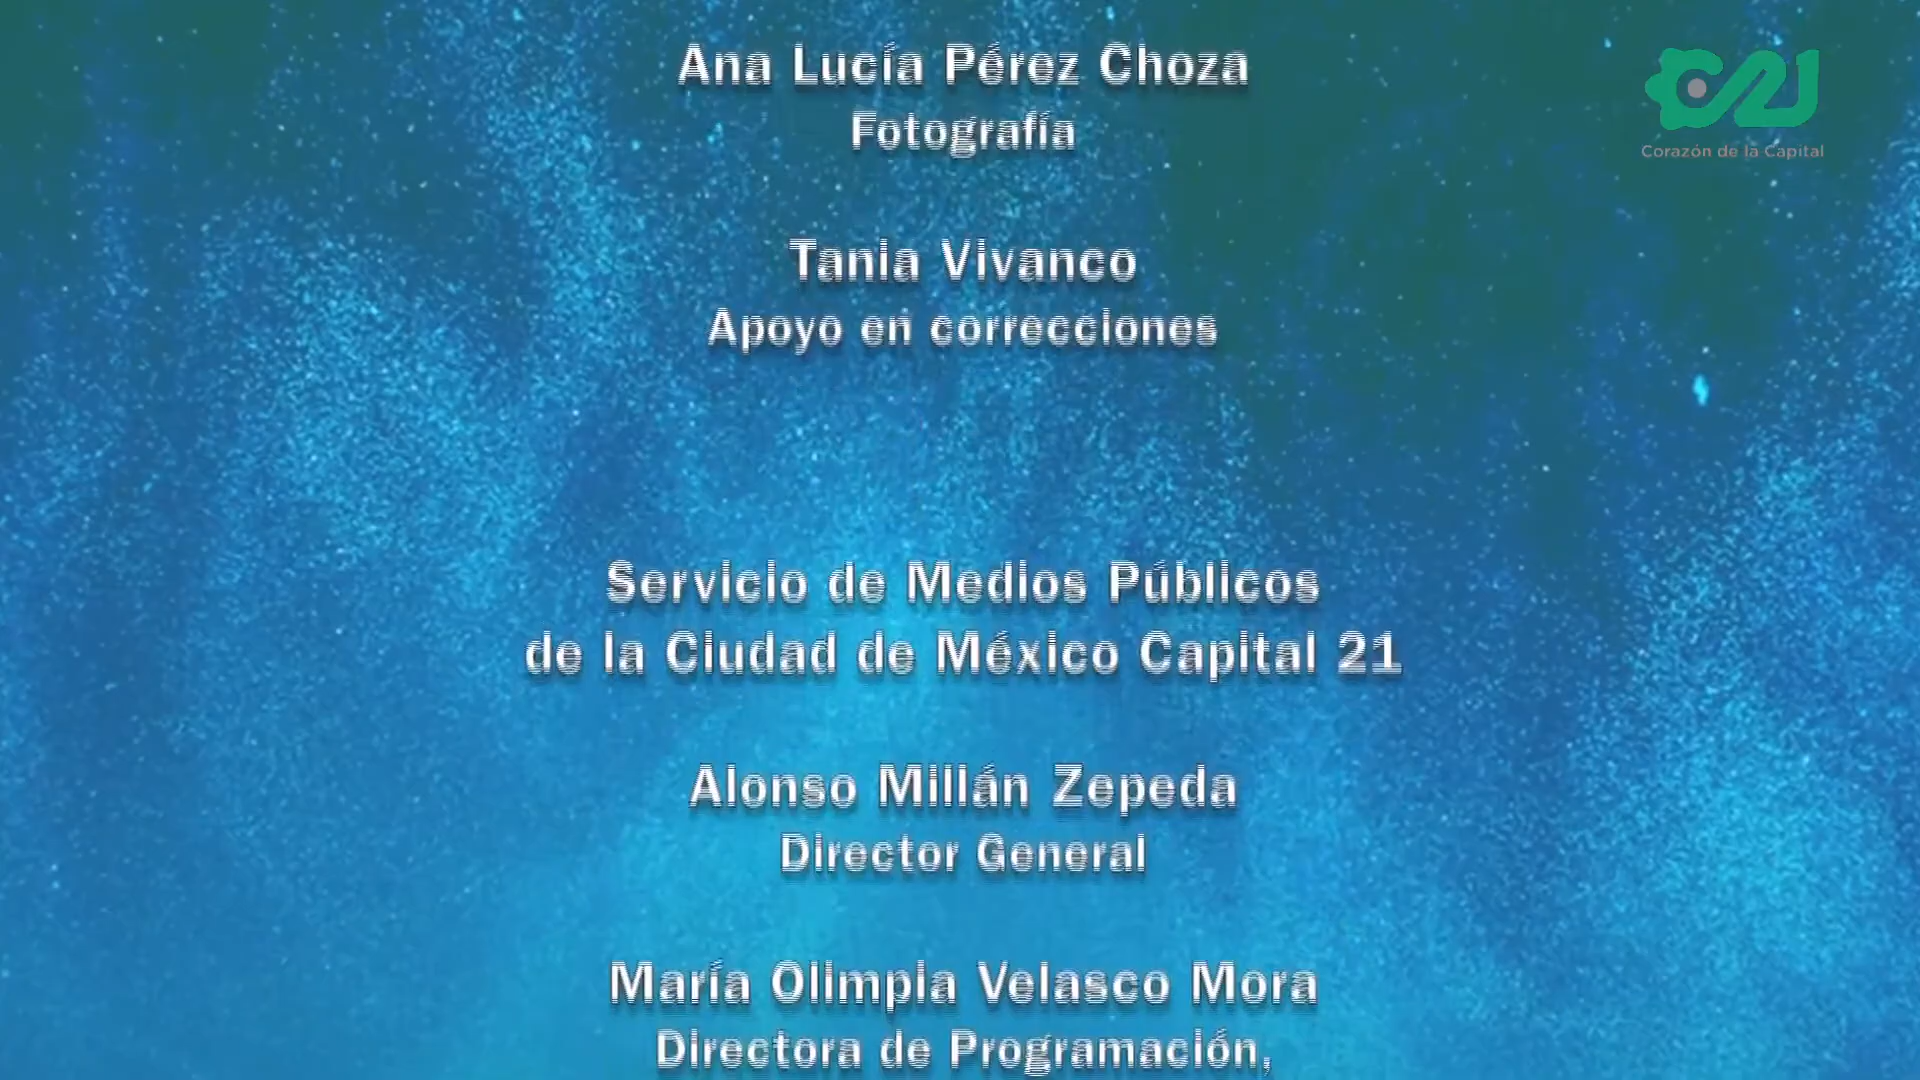 Ana Lucía Pérez Choza
Fotografía
Corazón de la Capital
Tania Vivanco
Apoyo en correcciones
Servicio de Medios Públicos
de la Ciudad de México Capital 21
Alonso Millán Zepeda
Director General
María Olimpia Velasco Mora
Directora de Programación,